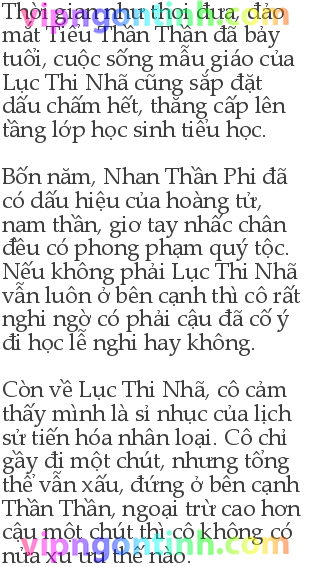 Thời gian như thoi đưa, đảo
mắt Tiểu Thần Thần đã bảy
tuổi, cuộc sống mẫu giáo của
Lục Thi Nhã cũng sắp đặt
dấu chấm hết, thăng cấp lên
tầng lớp học sinh tiểu học.
Bốn năm, Nhan Thần Phi đã
có dấu hiệu của hoàng tử,
nam thần, giơ tay nhấc chân
đều có phong phạm quý tộc.
Nếu không phải Lục Thi Nhã
vẫn luôn ở bên cạnh thì cô rất
nghi ngờ có phải cậu đã cố ý
đi học lễ nghi hay không.
Còn về Lục Thi Nhã, cô cảm
thấy mình là sỉ nhục của lịch
sử tiến hóa nhân loại. Cô chỉ
gầy đi một chút, nhưng tổng
thể vẫn xấu, đứng ở bên cạnh
Thần Thần, ngoại trừ cao hơn
cậu một chút thì cô không có
nửa xu ưu thế nào.
vipngontinh.com
vipngontinh.com